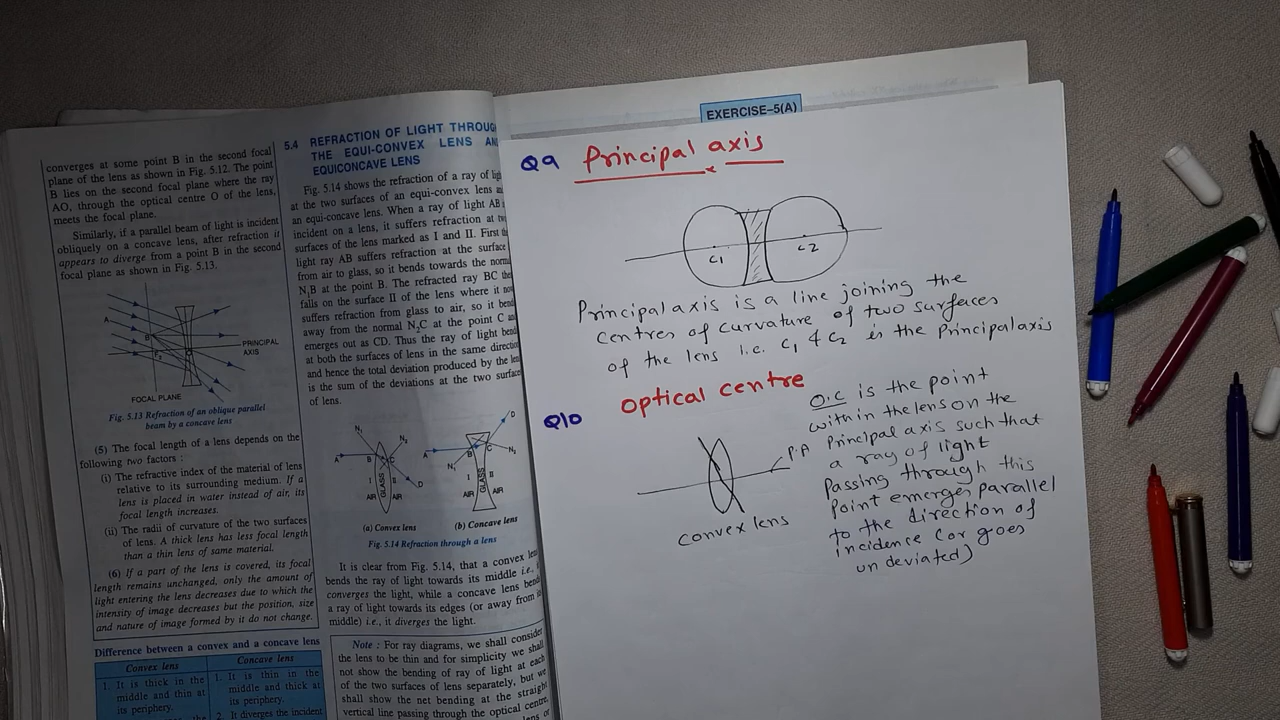 converges at some point B in the second focal
plane of the lens as shown in Fig. 5.12. The point
B lies on the second focal plane where the ray
AO, through the optical centre O of the lens,
meets the focal plane.
Similarly, if a parallel beam of light is incident
obliquely on a concave lens, after refraction it
appears to diverge from a point B in the second
focal plane as shown in Fig. 5.13.
A
B
F2
O
PRINCIPAL
AXIS
FOCAL PLANE
Fig. 5.13 Refraction of an oblique parallel
beam by a concave lens
(5) The focal length of a lens depends on the
following two factors :
(i) The refractive index of the material of lens
relative to its surrounding medium. If a
lens is placed in water instead of air, its
focal length increases.
(ii) The radii of curvature of the two surfaces
of lens. A thick lens has less focal length
than a thin lens of same material.
(6) If a part of the lens is covered, its focal
length remains unchanged, only the amount of
light entering the lens decreases due to which the
intensity of image decreases but the position, size
and nature of image formed by it do not change.
Difference between a convex and a concave lens
Convex lens
Concave lens
1. It is thick in the
middle and thin at
its periphery.
1. It is thin in the
middle and thick at
its periphery.
2. It diverges the incident
5.4 REFRACTION OF LIGHT THROUG
THE EQUI-CONVEX LENS AN
EQUICONCAVE LENS
Fig. 5.14 shows the refraction of a ray of lig
at the two surfaces of an equi-convex lens a
an equi-concave lens. When a ray of light AB
incident on a lens, it suffers refraction at
surfaces of the lens marked as I and II. First th
light ray AB suffers refraction at the surface
from air to glass, so it bends towards the norm
N1B at the point B. The refracted ray BC the
falls on the surface II of the lens where it
suffers refraction from glass to air, so it bend
away from the normal N2C at the point C an
emerges out as CD. Thus the ray of light bend
at both the surfaces of lens in the same direction
and hence the total deviation produced by the len
is the sum of the deviations at the two surface
of lens.
N1
N2
A
B
C
D
I
II
GLASS
AIR
AIR
A
B
C
D
N1
N2
I
II
GLASS
AIR
AIR
(a) Convex lens
(b) Concave lens
Fig. 5.14 Refraction through a lens
It is clear from Fig. 5.14, that a convex len
bends the ray of light towards its middle i.e.,
converges the light, while a concave lens bend
a ray of light towards its edges (or away from
middle) i.e., it diverges the light.
Note : For ray diagrams, we shall consider
the lens to be thin and for simplicity we shall
not show the bending of ray of light at each
of the two surfaces of lens separately, but we
shall show the net bending at the straight
vertical line passing through the optical centre
EXERCISE–5(A)
Q9 Principal axis
C1
C2
Principal axis is a line joining the
centres of curvature of two surfaces
of the lens i.e. C1 & C2 is the Principal axis
Q10 Optical centre
P.A
convex lens
O.C is the point
within the lens on the
Principal axis such that
a ray of light
Passing through this
Point emerges parallel
to the direction of
incidence (or goes
un deviated)